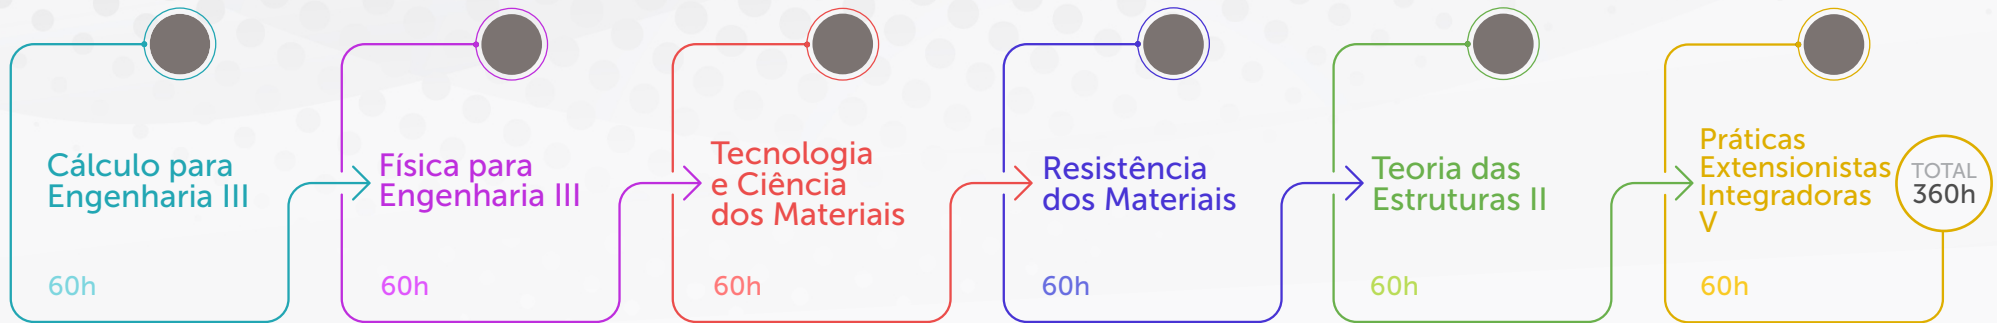 Cálculo para
Engenharia III
60h
Física para
Engenharia III
60h
Tecnologia
e Ciência
dos Materiais
60h
Resistência
dos Materiais
60h
Teoria das
Estruturas II
60h
Práticas
Extensionistas
Integradoras
V
60h
TOTAL
360h